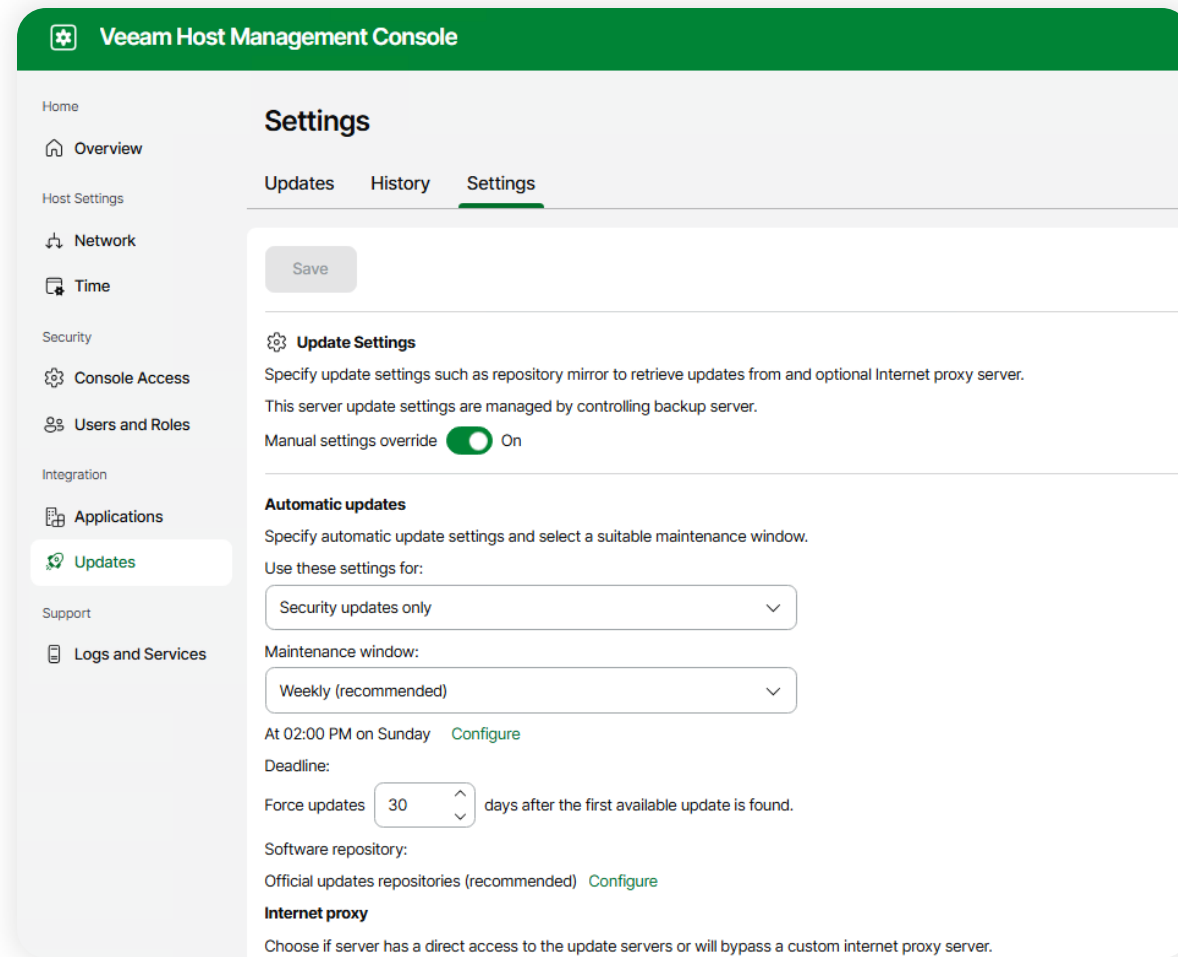 Veeam Host Management Console
Home
Overview
Host Settings
Network
Time
Security
Console Access
Users and Roles
Integration
Applications
Updates
Support
Logs and Services
Settings
Updates History Settings
Save
Update Settings
Specify update settings such as repository mirror to retrieve updates from and optional Internet proxy server.
This server update settings are managed by controlling backup server.
Manual settings override On
Automatic updates
Specify automatic update settings and select a suitable maintenance window.
Use these settings for:
Security updates only
Maintenance window:
Weekly (recommended)
At 02:00 PM on Sunday Configure
Deadline:
Force updates 30 days after the first available update is found.
Software repository:
Official updates repositories (recommended) Configure
Internet proxy
Choose if server has a direct access to the update servers or will bypass a custom internet proxy server.